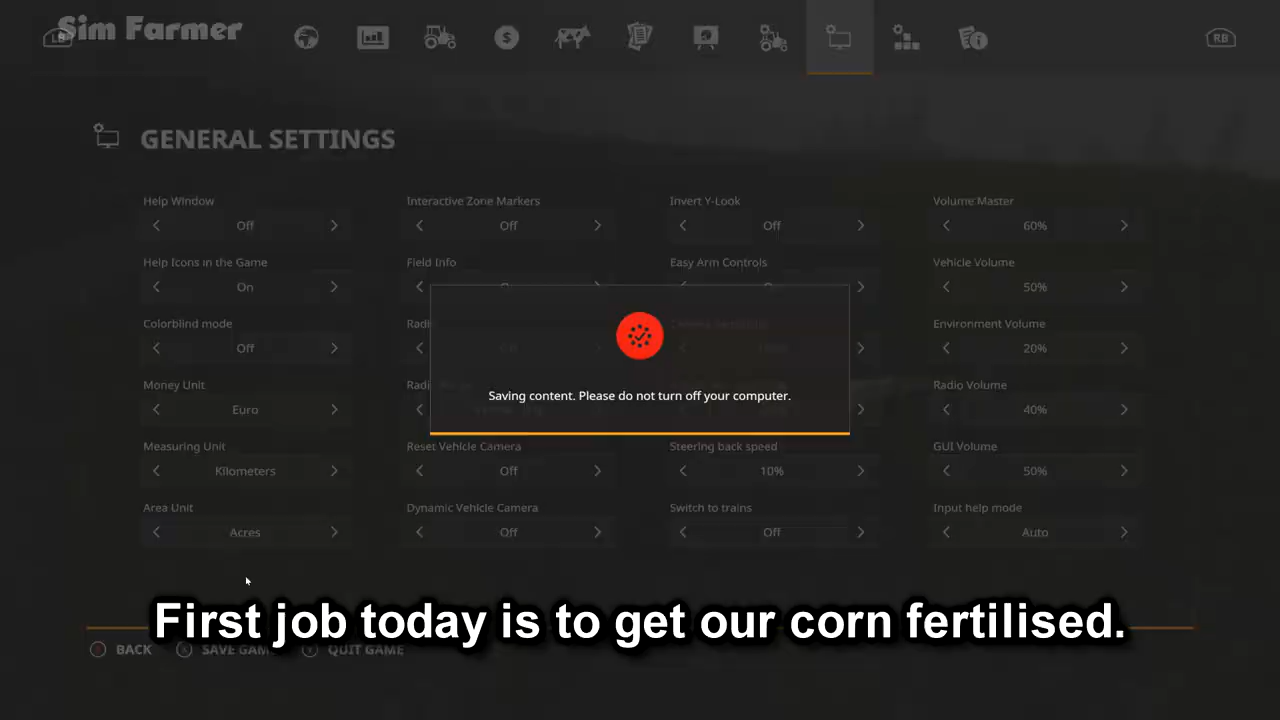 Sim Farmer
LB
RB
GENERAL SETTINGS
Help Window
Off
Interactive Zone Markers
Off
Invert Y-Look
Off
Volume Master
60%
Help Icons in the Game
On
Field Info
Easy Arm Controls
Vehicle Volume
50%
Colorblind mode
Off
Environment Volume
20%
Money Unit
Euro
Radio Volume
40%
Saving content. Please do not turn off your computer.
Measuring Unit
Kilometers
Reset Vehicle Camera
Off
Steering back speed
10%
GUI Volume
50%
Area Unit
Acres
Dynamic Vehicle Camera
Off
Switch to trains
Off
Input help mode
Auto
First job today is to get our corn fertilised.
BACK
SAVE GAME
QUIT GAME